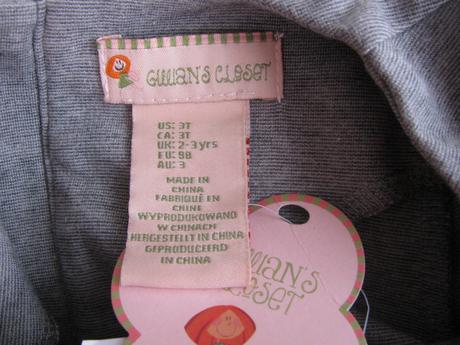 GWIAN'S CLOSET
US: 3T
CA: 3T
UK: 2-3yrs
EU: 98
AU: 3
MADE IN
CHINA
FABRIQUÉ EN
CHINE
WYPRODUKOWANO
W CHINACH
HERGESTELLT IN CHINA
GEPRODUCEERD
IN CHINA
CLOSET